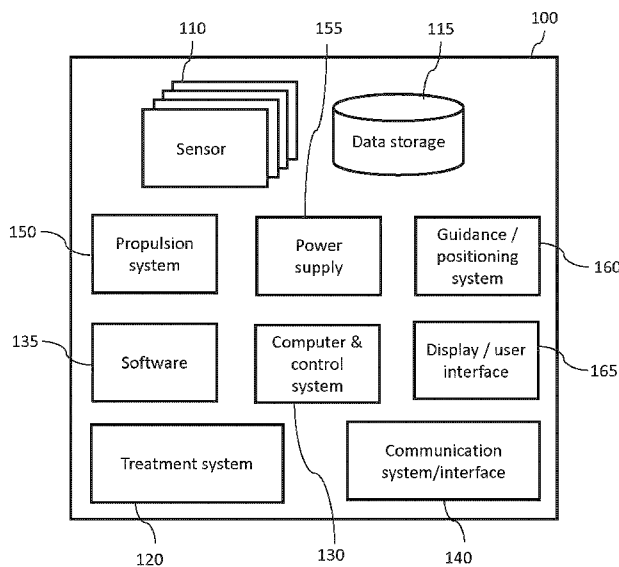 110
155
115
100
Sensor
Data storage
150
Propulsion
system
Power
supply
Guidance /
positioning
system
160
135
Software
Computer &
control
system
Display / user
interface
165
Treatment system
Communication
system/interface
120
130
140